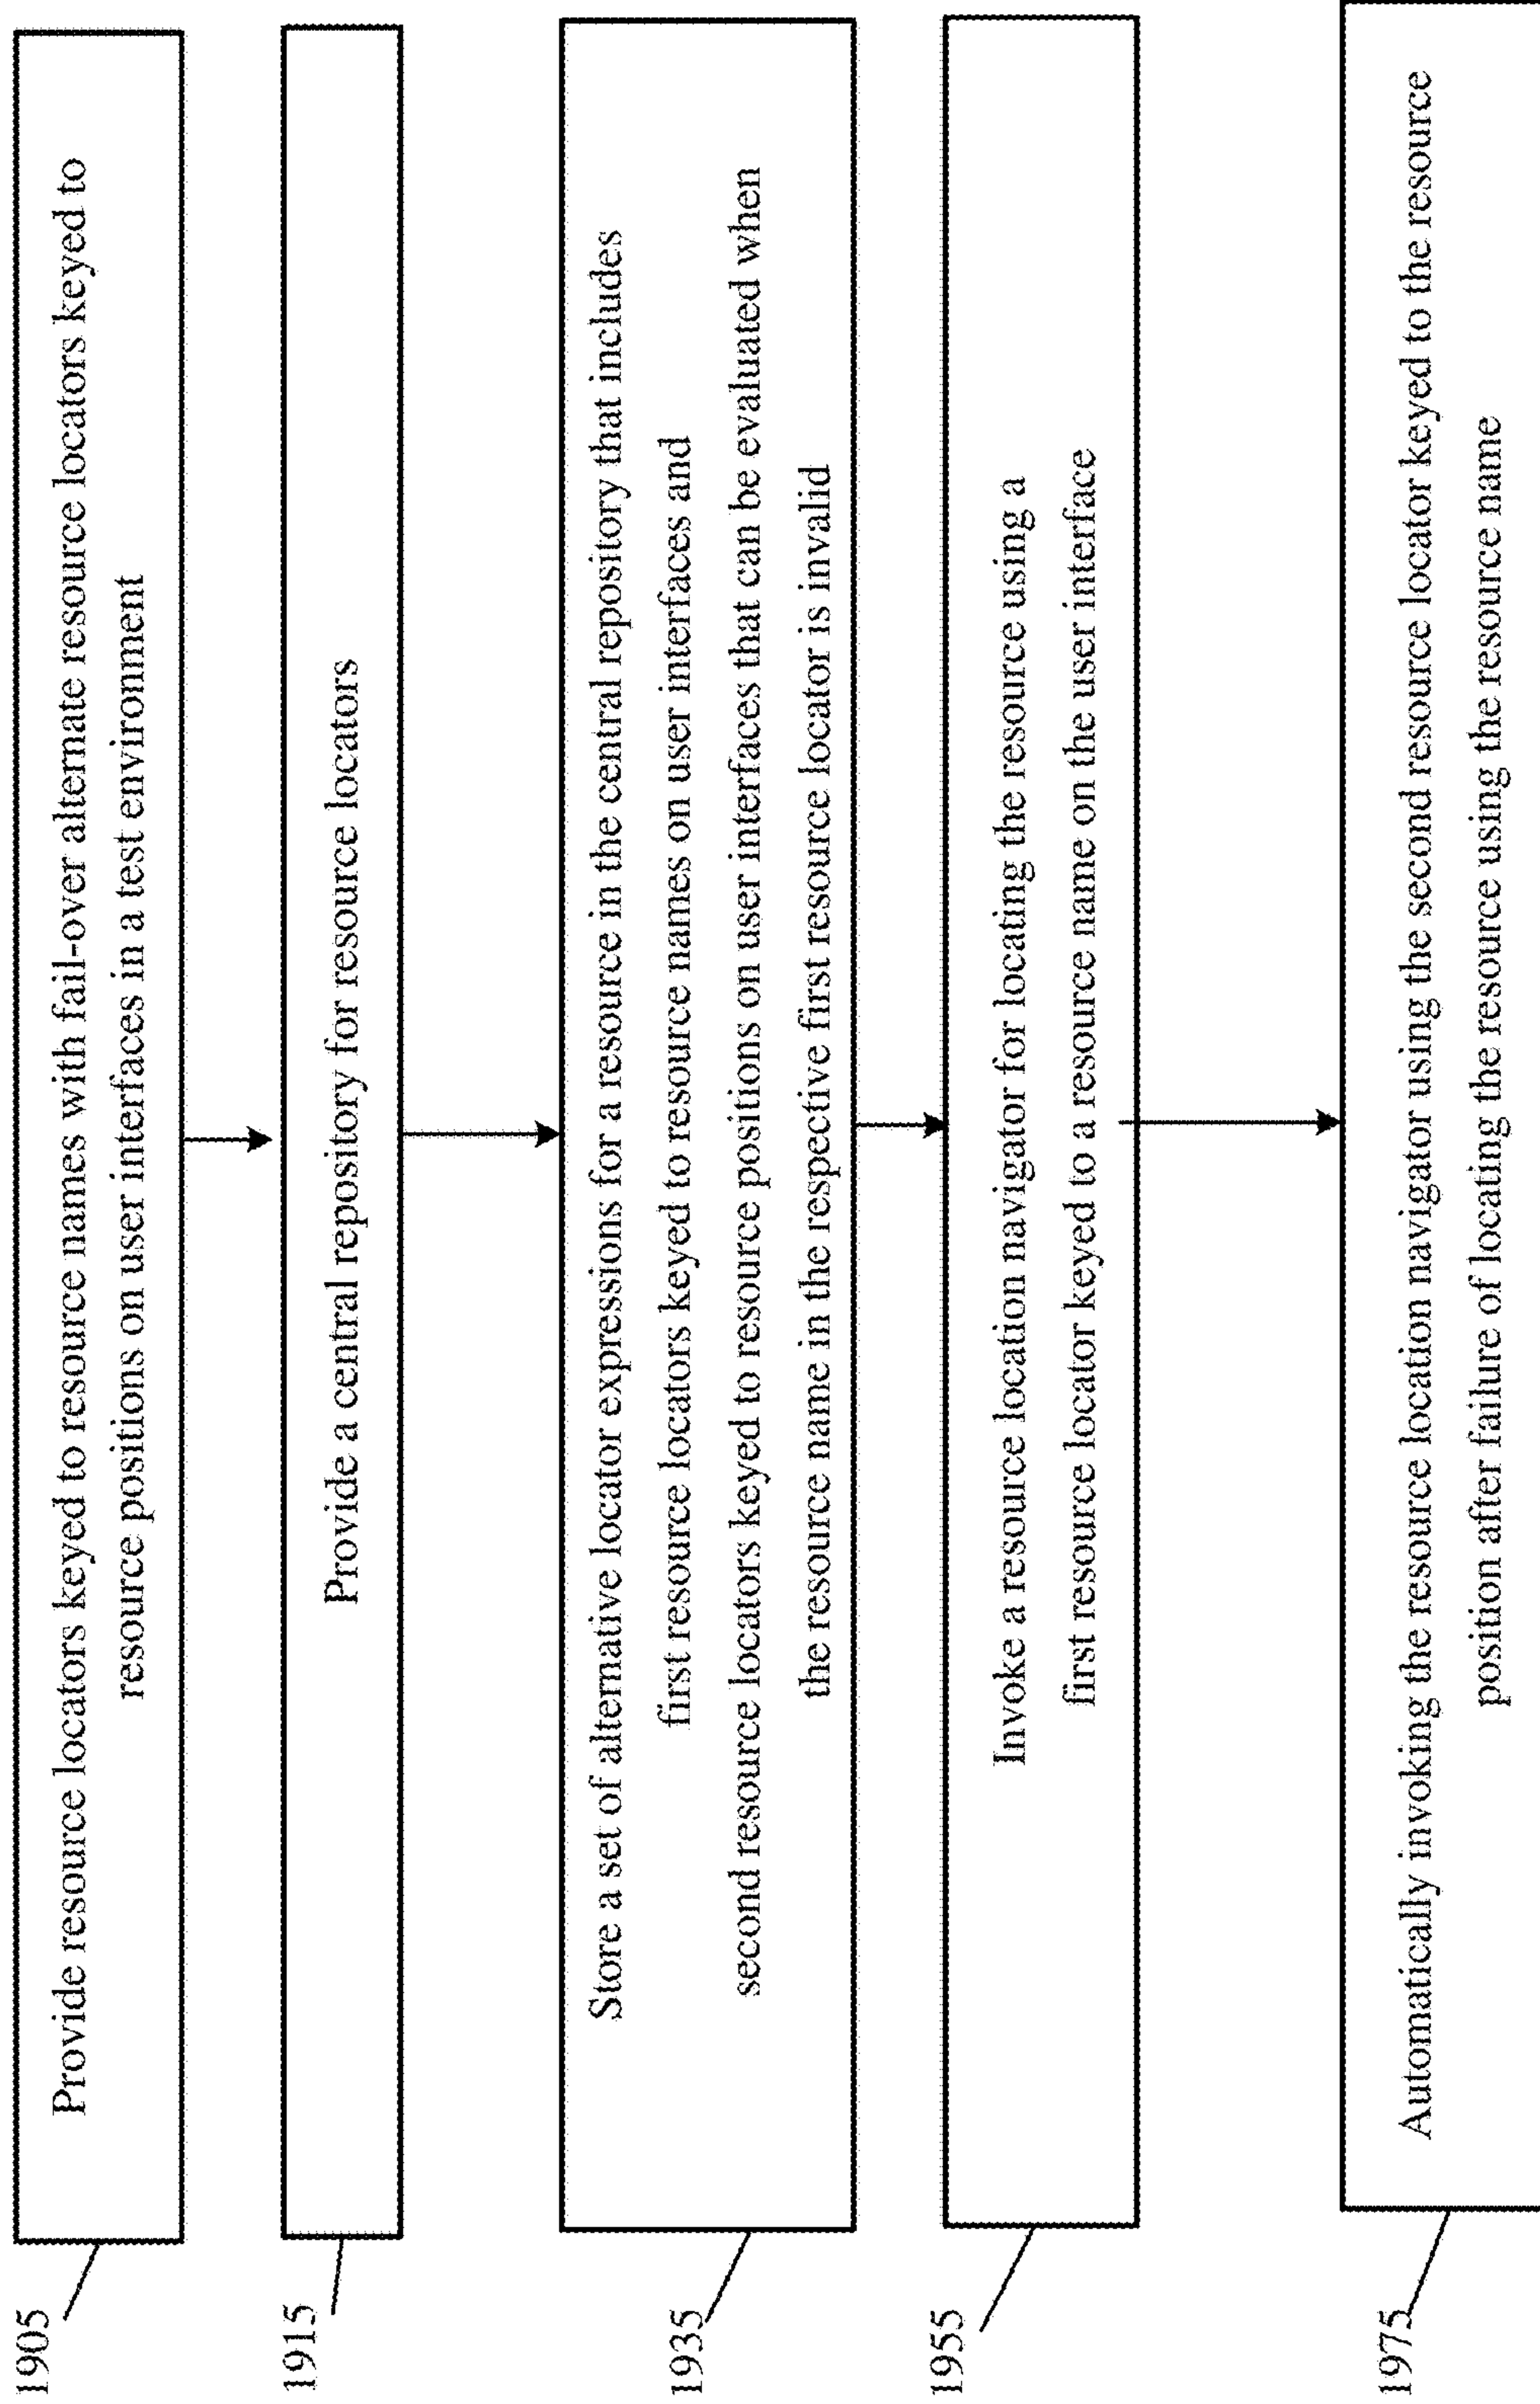 1905
Provide resource locators keyed to resource names with fail-over alternate resource locators keyed to
resource positions on user interfaces in a test environment
1915
Provide a central repository for resource locators
1935
Store a set of alternative locator expressions for a resource in the central repository that includes
first resource locators keyed to resource names on user interfaces and
second resource locators keyed to resource positions on user interfaces that can be evaluated when
the resource name in the respective first resource locator is invalid
1955
Invoke a resource location navigator for locating the resource using a
first resource locator keyed to a resource name on the user interface
1975
Automatically invoking the resource location navigator using the second resource locator keyed to the resource
position after failure of locating the resource using the resource name